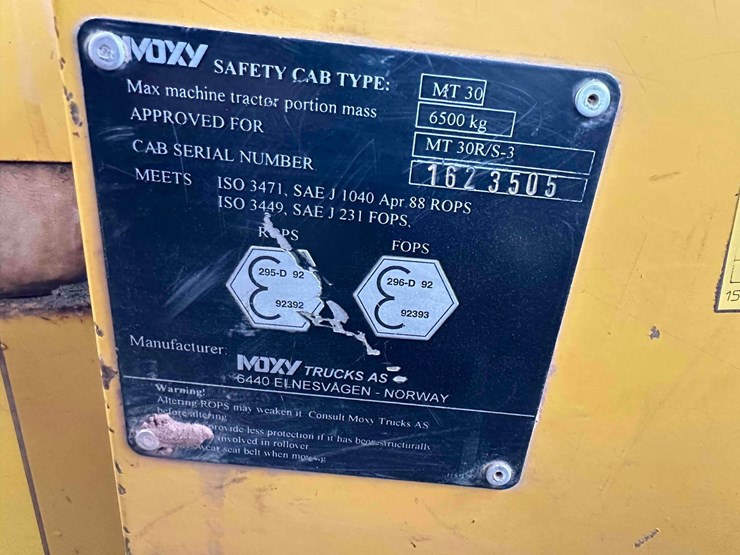 MOXY SAFETY CAB TYPE: MT 30
Max machine tractor portion mass 6500 kg
APPROVED FOR MT 30R/S-3
CAB SERIAL NUMBER 1623505
MEETS ISO 3471, SAE J 1040 Apr 88 ROPS
ISO 3449, SAE J 231 FOPS,
ROPS FOPS
295-D 92 296-D 92
92392 92393
Manufacturer: MOXY TRUCKS AS
6440 ELNESVÅGEN - NORWAY
Warning!
Altering ROPS may weaken it Consult Moxy Trucks AS
before altering
provide less protection if it has been structurally
involved in rollover
wear seat belt when moving
15